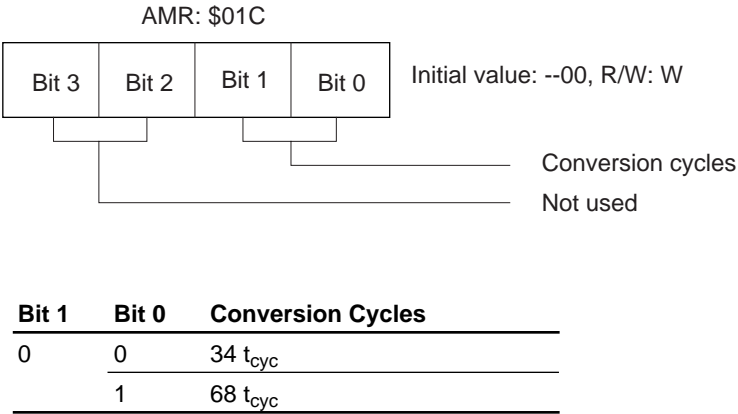 AMR: $01C
Bit 3 Bit 2 Bit 1 Bit 0 Initial value: --00, R/W: W
Conversion cycles
Not used
Bit 1 Bit 0 Conversion Cycles
0 0 34 tcyc
1 68 tcyc